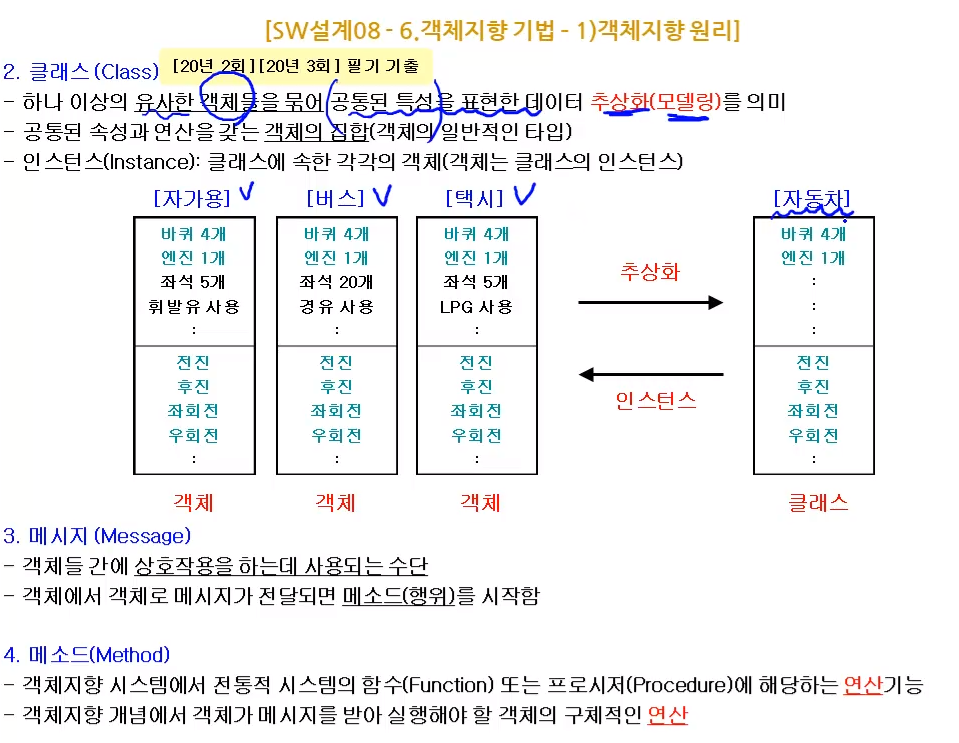 [SW설계08 - 6.객체지향 기법 - 1)객체지향 원리]
2. 클래스(Class) [20년 2회][20년 3회] 필기 기출
- 하나 이상의 유사한 객체들을 묶어 공통된 특성을 표현한 데이터 추상화(모델링)를 의미
- 공통된 속성과 연산을 갖는 객체의 집합(객체의 일반적인 타입)
- 인스턴스(Instance): 클래스에 속한 각각의 객체(객체는 클래스의 인스턴스)
[자가용] [버스] [택시] [자동차]
바퀴 4개 바퀴 4개 바퀴 4개 바퀴 4개
엔진 1개 엔진 1개 엔진 1개 엔진 1개
좌석 5개 좌석 20개 좌석 5개 추상화 :
휘발유 사용 경유 사용 LPG 사용 :
: : : :
전진 전진 전진 전진
후진 후진 후진 인스턴스 후진
좌회전 좌회전 좌회전 좌회전
우회전 우회전 우회전 우회전
: : : :
객체 객체 객체 클래스
3. 메시지(Message)
- 객체들 간에 상호작용을 하는데 사용되는 수단
- 객체에서 객체로 메시지가 전달되면 메소드(행위)를 시작함
4. 메소드(Method)
- 객체지향 시스템에서 전통적 시스템의 함수(Function) 또는 프로시저(Procedure)에 해당하는 연산기능
- 객체지향 개념에서 객체가 메시지를 받아 실행해야 할 객체의 구체적인 연산